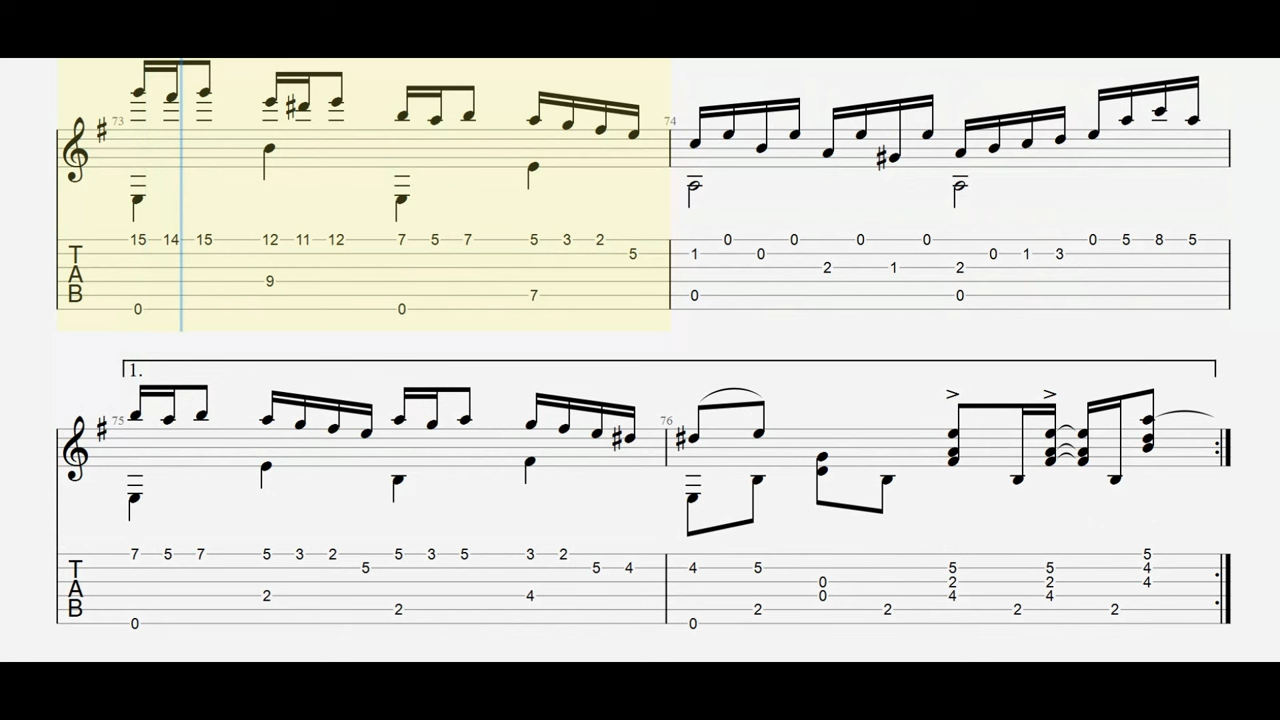 73 74
15 14 15 12 11 12 7 5 7 5 3 2 0 0 0 0 0 5 8 5
T 5 1 0 0 1 3
A 2 1 2
9
B 7 0 0
0 0
1.
75 76
7 5 7 5 3 2 5 3 5 3 2 5
T 5 5 4 4 5 5 5 4
0 2 2 4
A 2 4 0 4 4
B 2 2 2 2 2
0 0